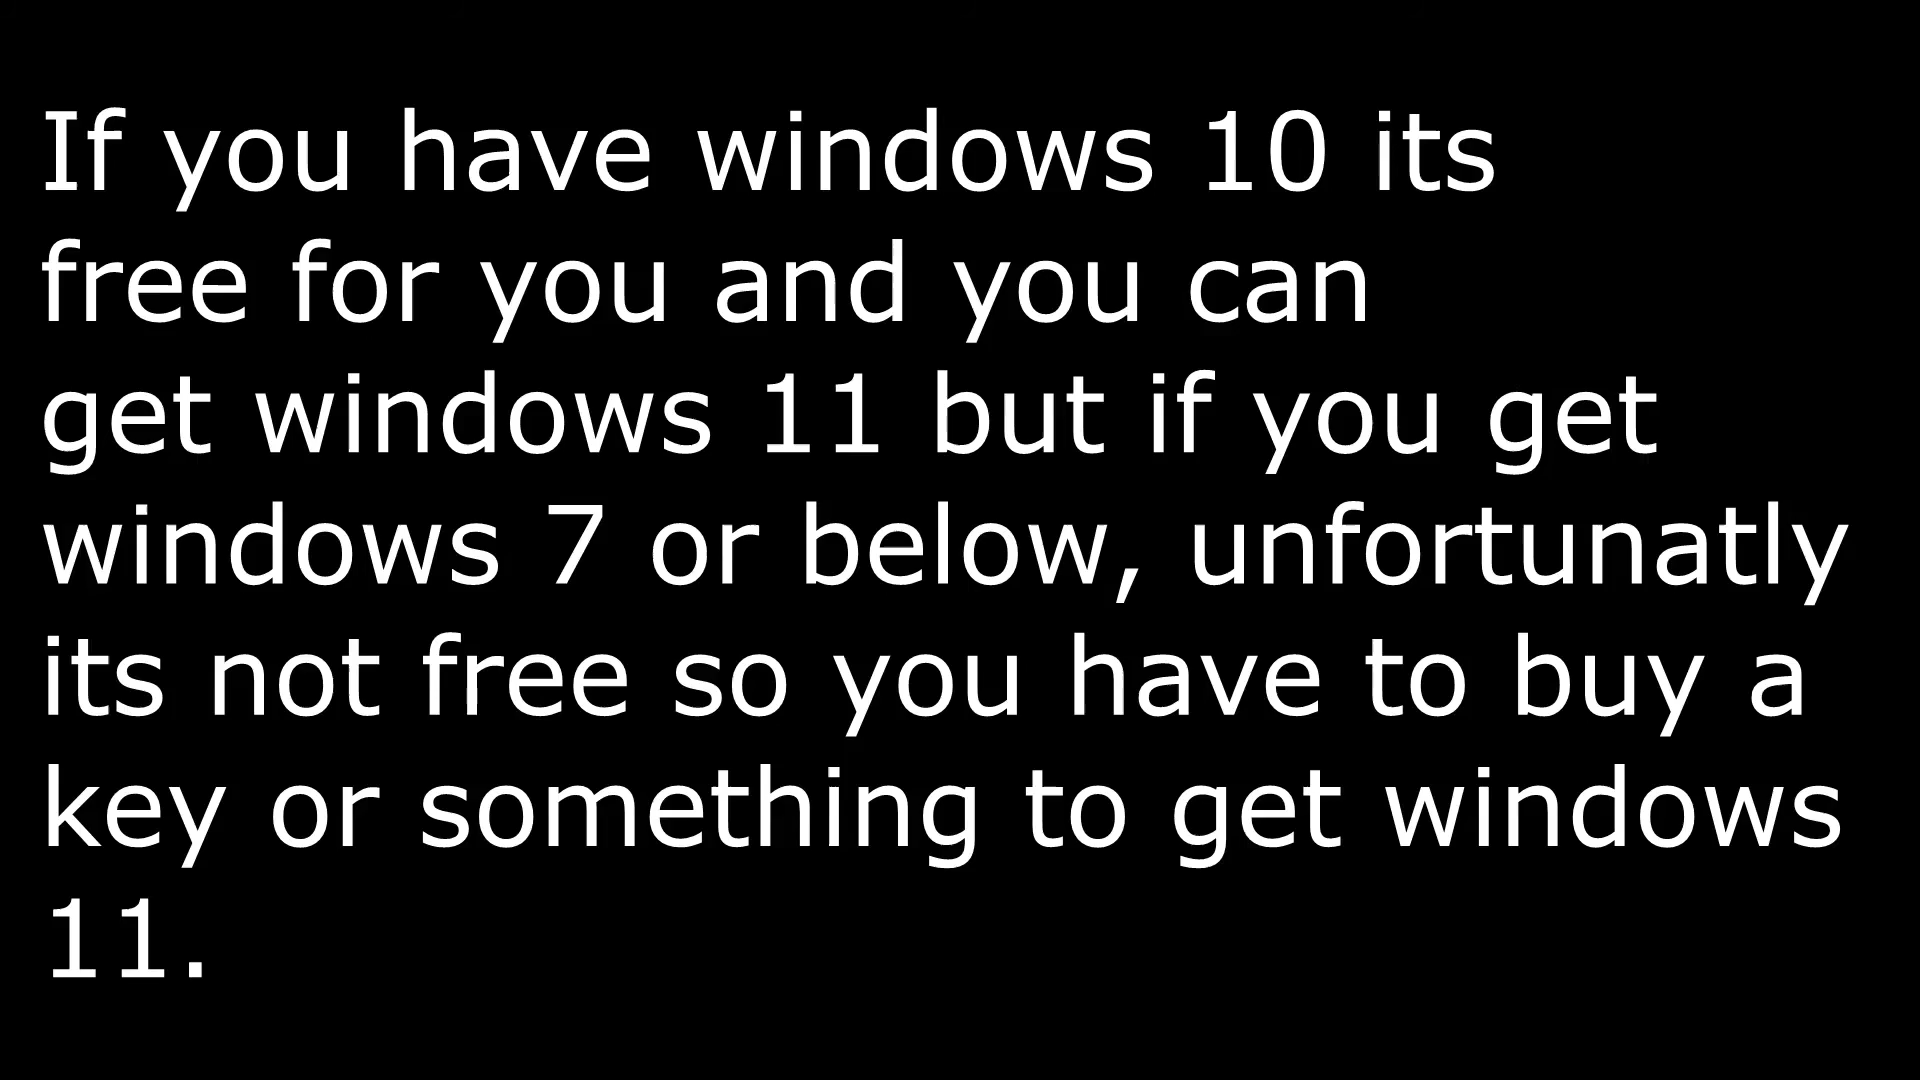 If you have windows 10 its
free for you and you can
get windows 11 but if you get
windows 7 or below, unfortunatly
its not free so you have to buy a
key or something to get windows
11.